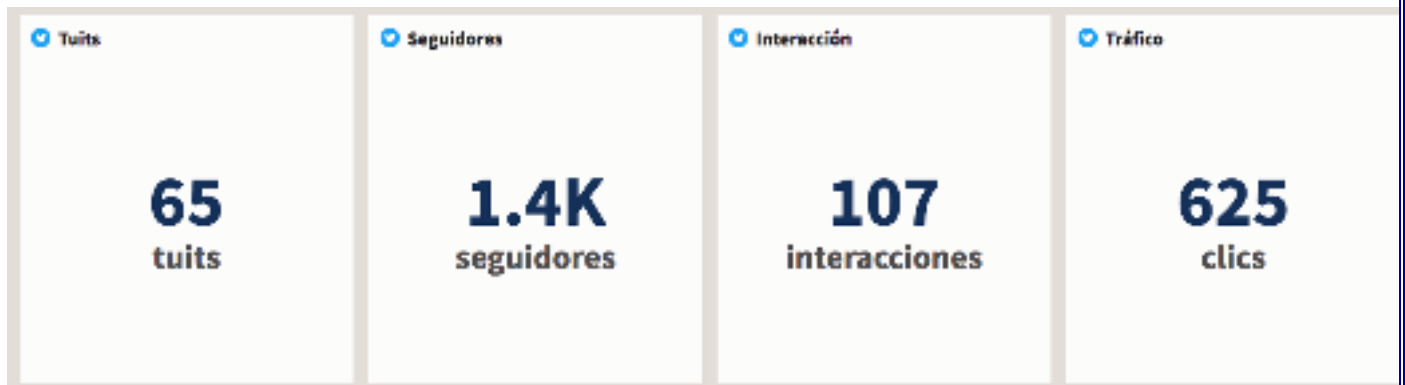 Tuits
Seguidores
Interacción
Tráfico
65
tuits
1.4K
seguidores
107
interacciones
625
clics